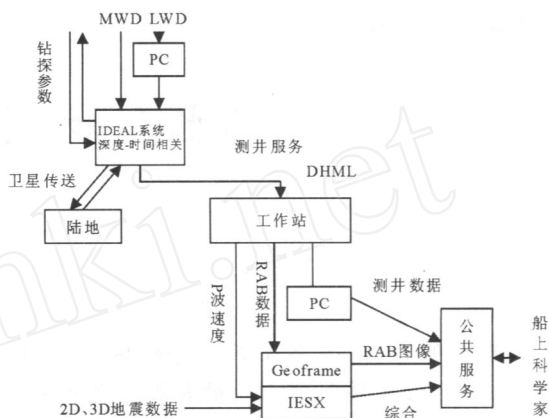 MWD LWD
钻探参数
PC
IDEAL系统
深度-时间相关
测井服务
卫星传送
DHML
陆地
工作站
P波速度
RAB数据
PC
测井数据
公共服务
船上科学家
Geoframe
RAB图像
IESX
2D、3D地震数据
综合
nki.net